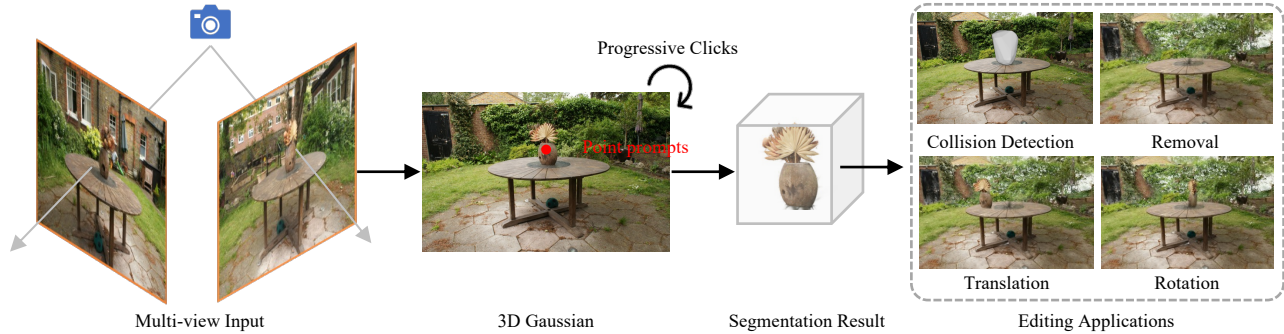 Progressive Clicks
Point prompts
Collision Detection
Removal
Translation
Rotation
Multi-view Input
3D Gaussian
Segmentation Result
Editing Applications